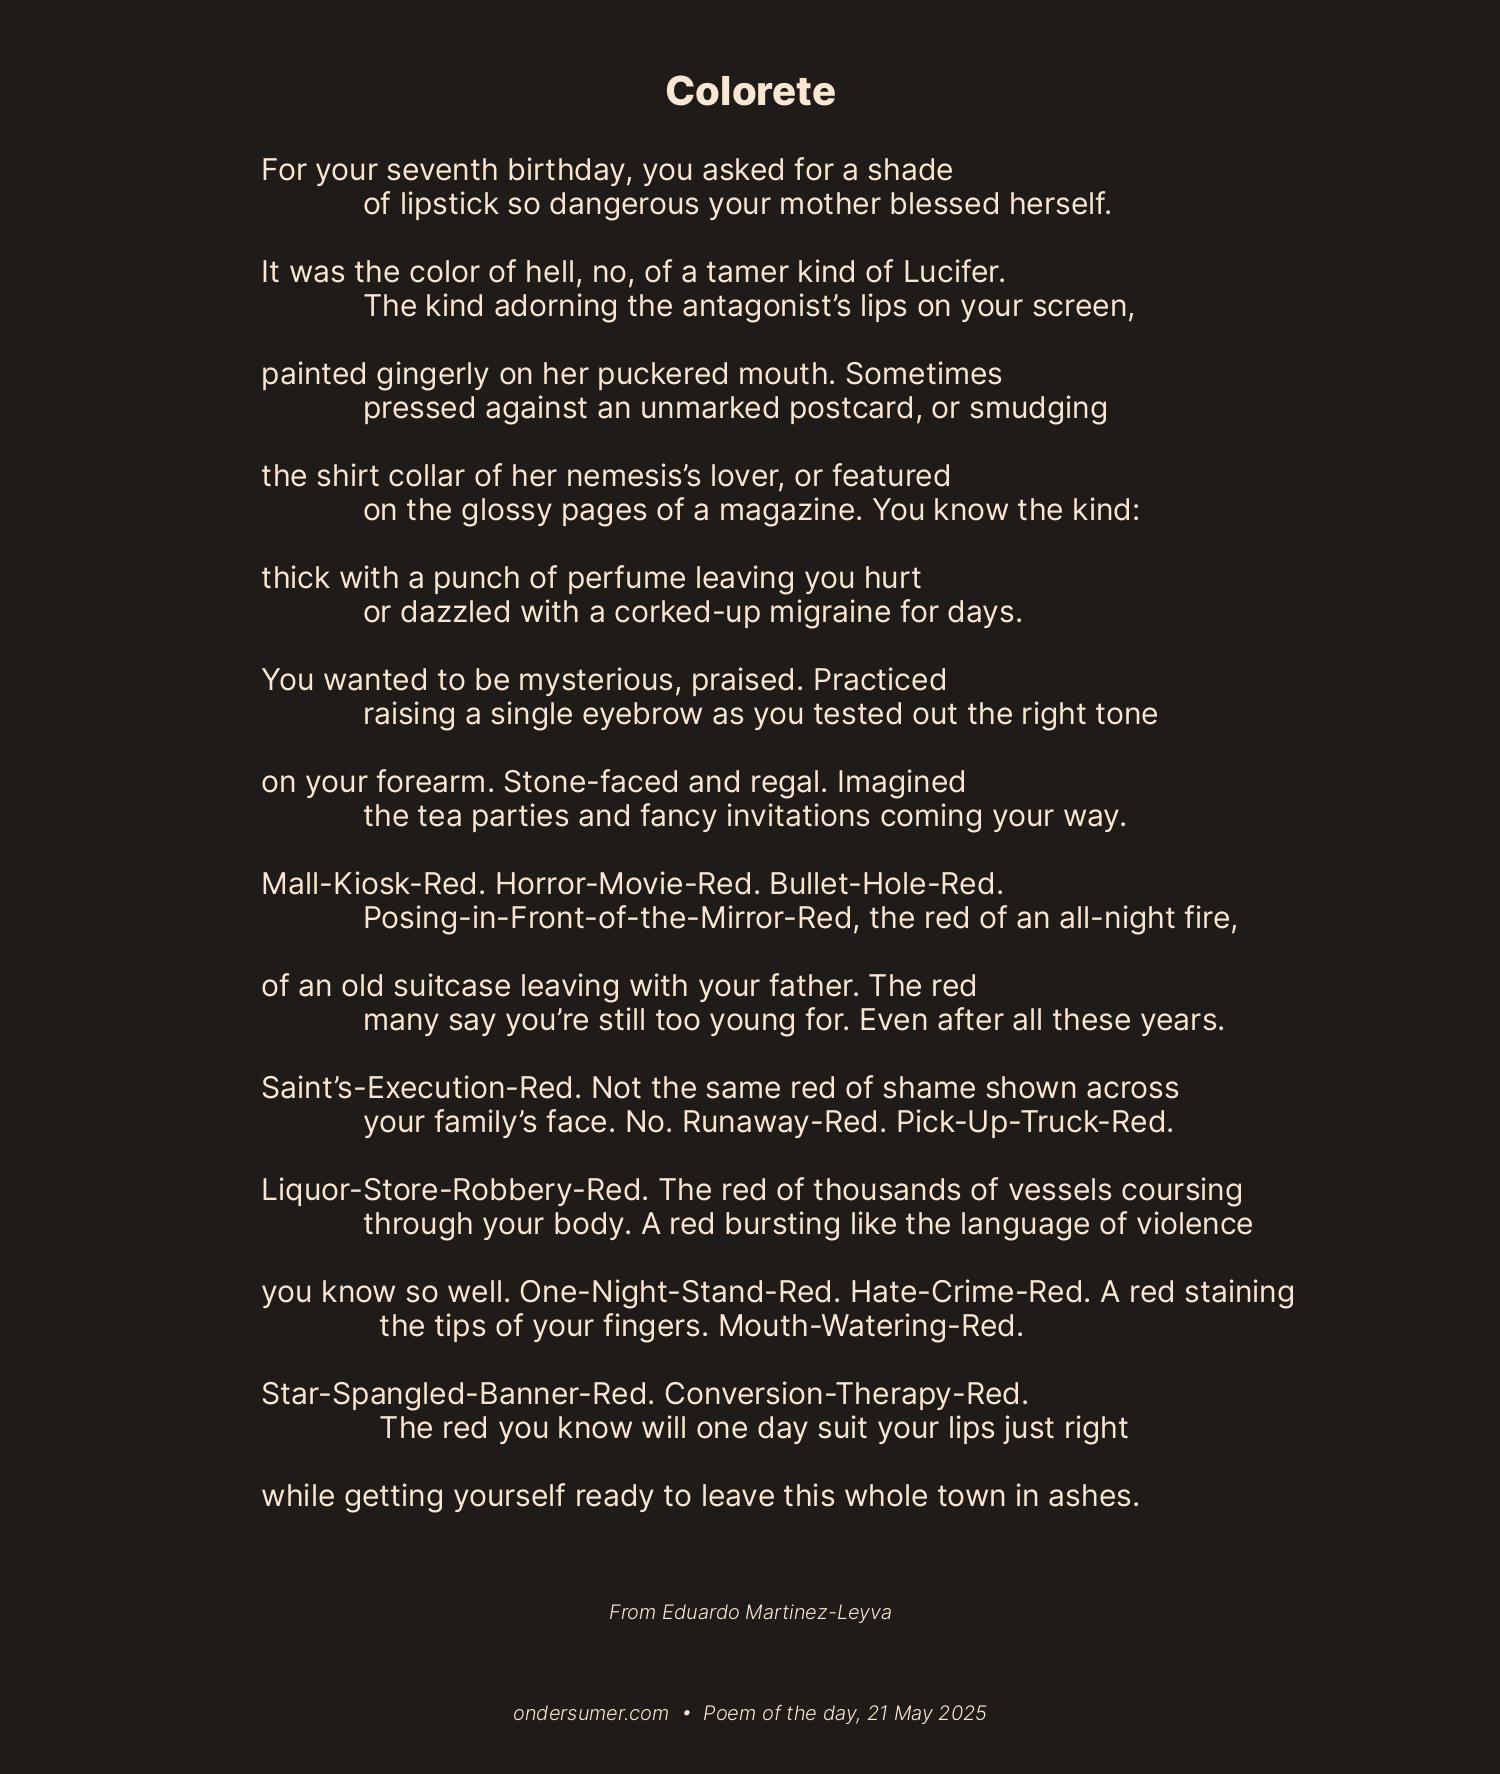 Colorete
For your seventh birthday, you asked for a shade
of lipstick so dangerous your mother blessed herself.
It was the color of hell, no, of a tamer kind of Lucifer.
The kind adorning the antagonist’s lips on your screen,
painted gingerly on her puckered mouth. Sometimes
pressed against an unmarked postcard, or smudging
the shirt collar of her nemesis’s lover, or featured
on the glossy pages of a magazine. You know the kind:
thick with a punch of perfume leaving you hurt
or dazzled with a corked-up migraine for days.
You wanted to be mysterious, praised. Practiced
raising a single eyebrow as you tested out the right tone
on your forearm. Stone-faced and regal. Imagined
the tea parties and fancy invitations coming your way.
Mall-Kiosk-Red. Horror-Movie-Red. Bullet-Hole-Red.
Posing-in-Front-of-the-Mirror-Red, the red of an all-night fire,
of an old suitcase leaving with your father. The red
many say you’re still too young for. Even after all these years.
Saint’s-Execution-Red. Not the same red of shame shown across
your family’s face. No. Runaway-Red. Pick-Up-Truck-Red.
Liquor-Store-Robbery-Red. The red of thousands of vessels coursing
through your body. A red bursting like the language of violence
you know so well. One-Night-Stand-Red. Hate-Crime-Red. A red staining
the tips of your fingers. Mouth-Watering-Red.
Star-Spangled-Banner-Red. Conversion-Therapy-Red.
The red you know will one day suit your lips just right
while getting yourself ready to leave this whole town in ashes.
From Eduardo Martinez-Leyva
ondersumer.com • Poem of the day, 21 May 2025